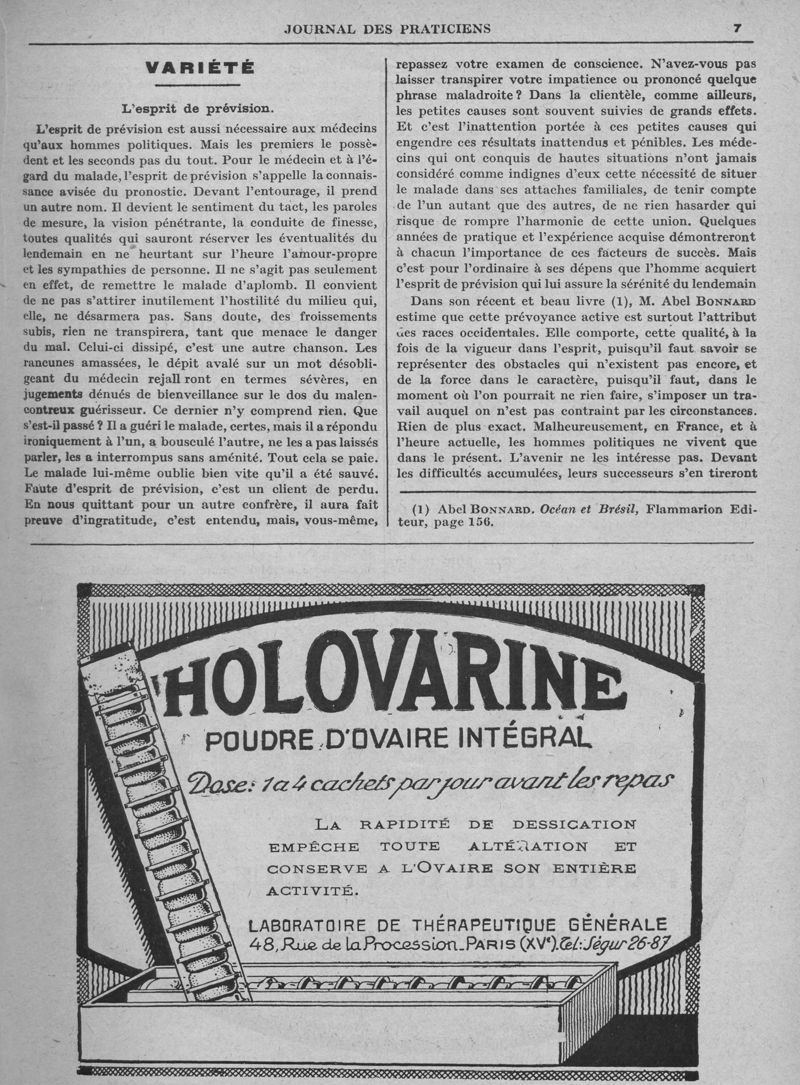 JOURNAL DES PRATICIENS 7
VARIÉTÉ
L'esprit de prévision.
L'esprit de prévision est aussi nécessaire aux médecins
qu'aux hommes politiques. Mais les premiers le possè-
dent et les seconds pas du tout. Pour le médecin et à l'é-
gard du malade, l'esprit de prévision s'appelle la connais-
sance avisée du pronostic. Devant l'entourage, il prend
un autre nom. Il devient le sentiment du tact, les paroles
de mesure, la vision pénétrante, la conduite de finesse,
toutes qualités qui sauront réserver les éventualités du
lendemain en ne heurtant sur l'heure l'amour-propre
et les sympathies de personne. Il ne s'agit pas seulement
en effet, de remettre le malade d'aplomb. Il convient
de ne pas s'attirer inutilement l'hostilité du milieu qui,
elle, ne désarmera pas. Sans doute, des froissements
subis, rien ne transpirera, tant que menace le danger
du mal. Celui-ci dissipé, c'est une autre chanson. Les
rancunes amassées, le dépit avalé sur un mot désobli-
geant du médecin rejall ront en termes sévères, en
jugements dénués de bienveillance sur le dos du malen-
contreux guérisseur. Ce dernier n'y comprend rien. Que
s'est-il passé ? Il a guéri le malade, certes, mais il a répondu
ironiquement à l'un, a bousculé l'autre, ne les a pas laissés
parler, les a interrompus sans aménité. Tout cela se paie.
Le malade lui-même oublie bien vite qu'il a été sauvé.
Faute d'esprit de prévision, c'est un client de perdu.
En nous quittant pour un autre confrère, il aura fait
preuve d'ingratitude, c'est entendu, mais, vous-même,
repassez votre examen de conscience. N'avez-vous pas
laisser transpirer votre impatience ou prononcé quelque
phrase maladroite ? Dans la clientèle, comme ailleurs,
les petites causes sont souvent suivies de grands effets.
Et c'est l'inattention portée à ces petites causes qui
engendre ces résultats inattendus et pénibles. Les méde-
cins qui ont conquis de hautes situations n'ont jamais
considéré comme indignes d'eux cette nécessité de situer
le malade dans ses attaches familiales, de tenir compte
de l'un autant que des autres, de ne rien hasarder qui
risque de rompre l'harmonie de cette union. Quelques
années de pratique et l'expérience acquise démontreront
à chacun l'importance de ces facteurs de succès. Mais
c'est pour l'ordinaire à ses dépens que l'homme acquiert
l'esprit de prévision qui lui assure la sérénité du lendemain
Dans son récent et beau livre (1), M. Abel BONNARD
estime que cette prévoyance active est surtout l'attribut
des races occidentales. Elle comporte, cette qualité, à la
fois de la vigueur dans l'esprit, puisqu'il faut savoir se
représenter des obstacles qui n'existent pas encore, et
de la force dans le caractère, puisqu'il faut, dans le
moment où l'on pourrait ne rien faire, s'imposer un tra-
vail auquel on n'est pas contraint par les circonstances.
Rien de plus exact. Malheureusement, en France, et à
l'heure actuelle, les hommes politiques ne vivent que
dans le présent. L'avenir ne les intéresse pas. Devant
les difficultés accumulées, leurs successeurs s'en tireront
(1) Abel BONNARD. Océan et Brésil, Flammarion Edi-
teur, page 156.
HOLOVARINE
POUDRE D'OVAIRE INTÉGRAL
Dose: 1 a 4 cachets par jour avant les repas
LA RAPIDITÉ DE DESSICATION
EMPÊCHE TOUTE ALTÉRATION ET
CONSERVE A L'OVAIRE SON ENTIÈRE
ACTIVITÉ.
LABORATOIRE DE THÉRAPEUTIQUE GÉNÉRALE
48, Rue de la Procession_PARIS (XVe). Tel: Ségur 26-87